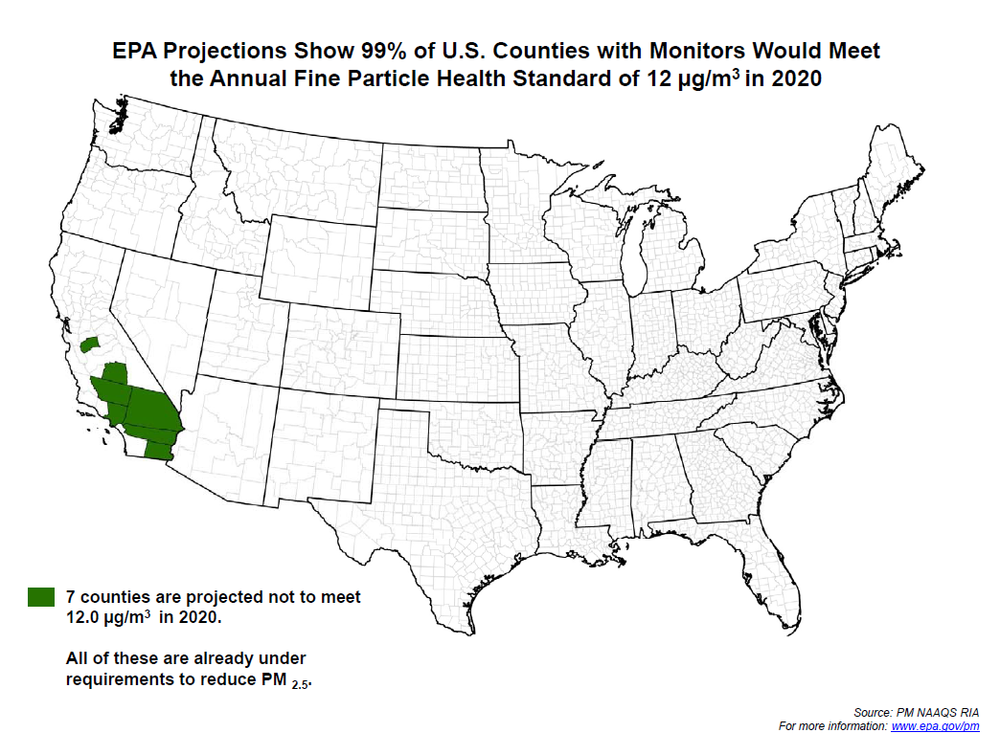 EPA Projections Show 99% of U.S. Counties with Monitors Would Meet
the Annual Fine Particle Health Standard of 12 µg/m³ in 2020
7 counties are projected not to meet
12.0 µg/m³ in 2020.
All of these are already under
requirements to reduce PM 2.5.
Source: PM NAAQS RIA
For more information: www.epa.gov/pm